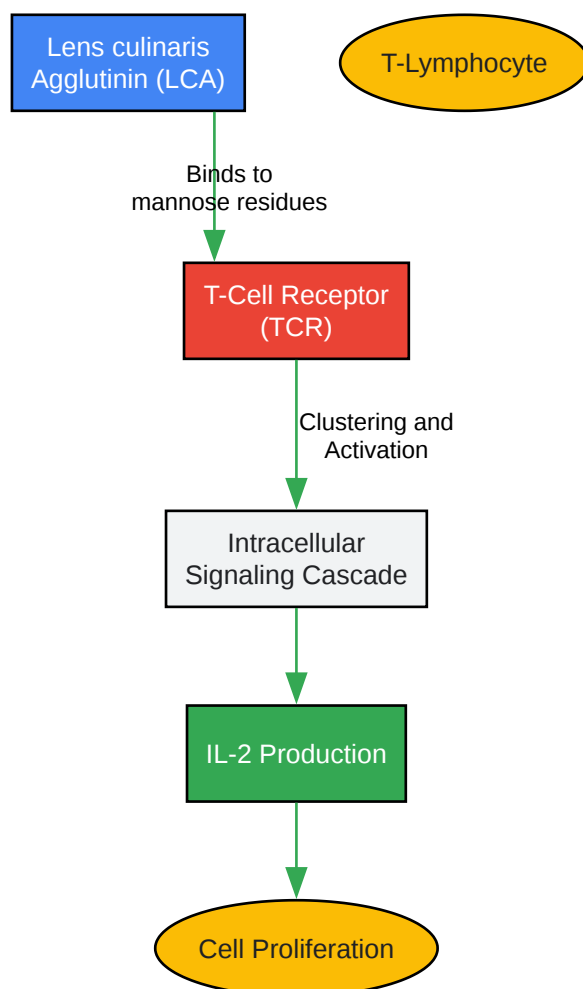 Lens culinaris
Agglutinin (LCA)
T-Lymphocyte
Binds to
mannose residues
T-Cell Receptor
(TCR)
Clustering and
Activation
Intracellular
Signaling Cascade
IL-2 Production
Cell Proliferation